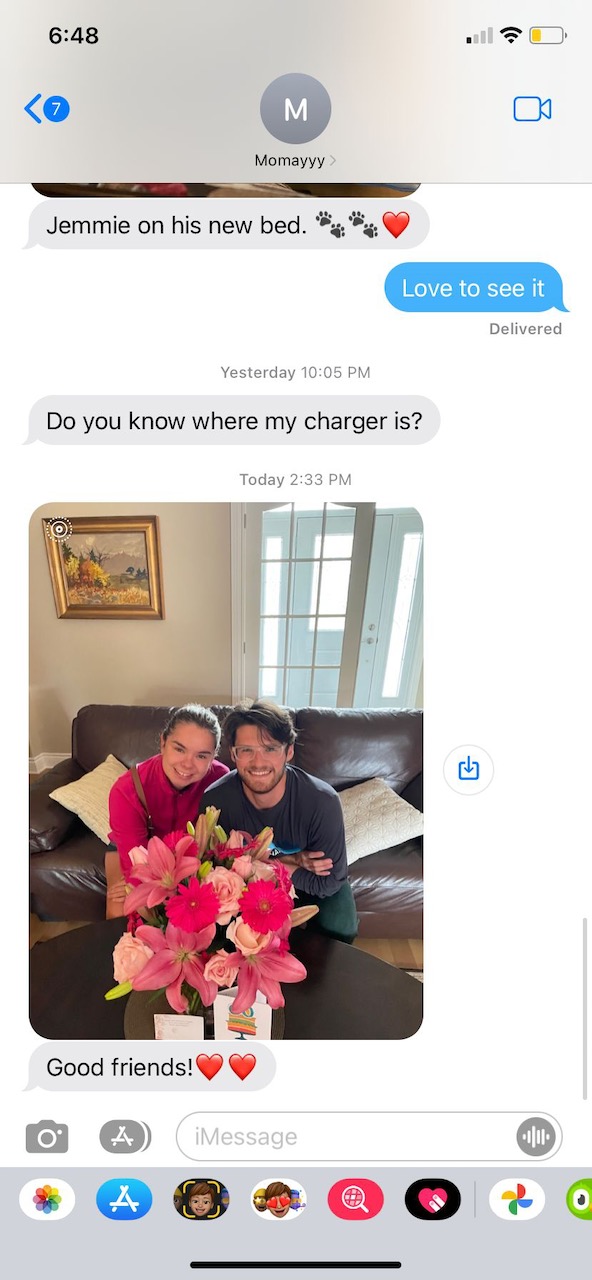 6:48
7
M
Momayyy
Jemmie on his new bed. 🐾🐾❤️
Love to see it
Delivered
Yesterday 10:05 PM
Do you know where my charger is?
Today 2:33 PM
Good friends!❤️❤️
iMessage